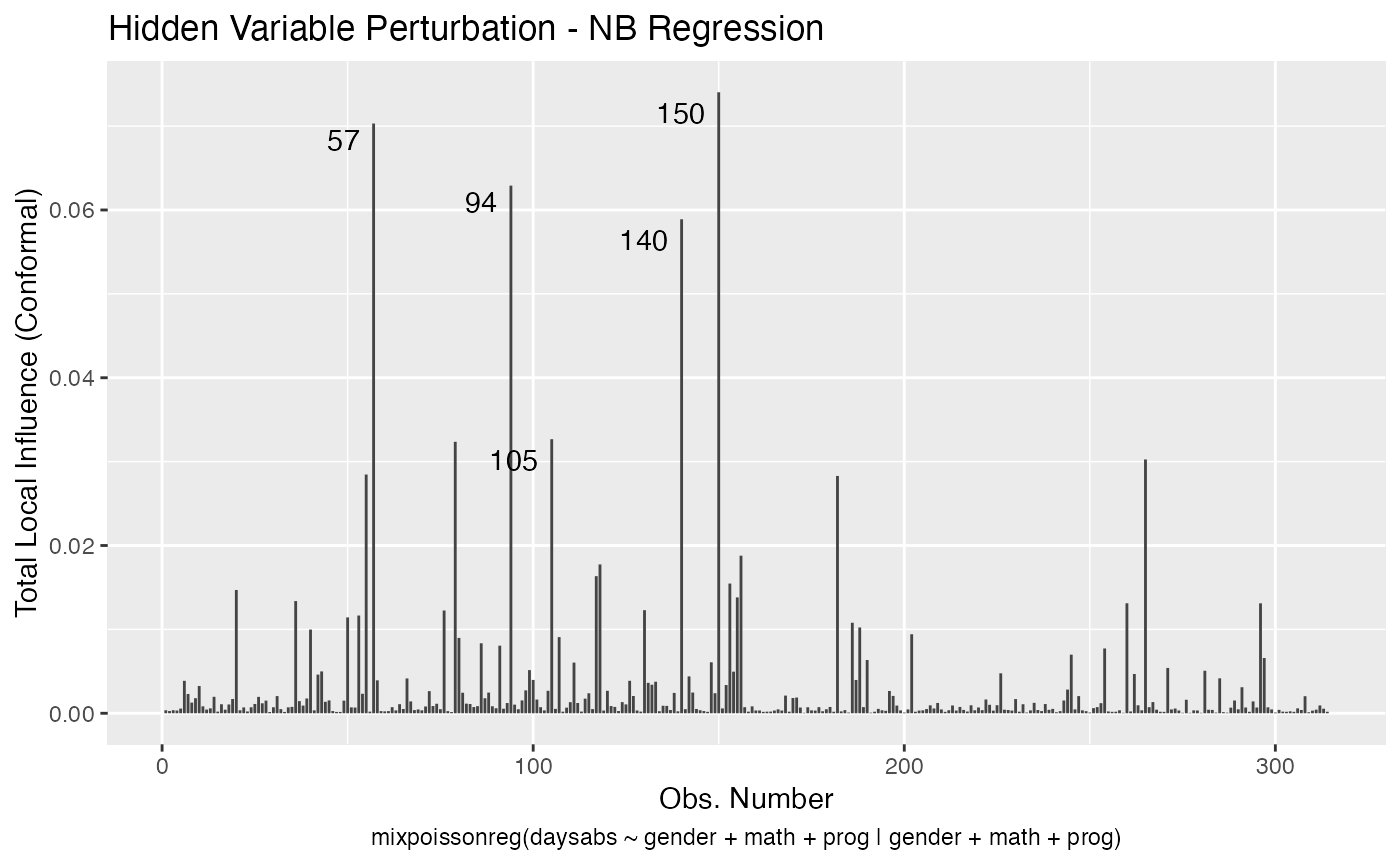 Hidden Variable Perturbation - NB Regression
150
57
94
140
105
Total Local Influence (Conformal)
0.06
0.04
0.02
0.00
0 100 200 300
Obs. Number
mixpoissonreg(daysabs ~ gender + math + prog | gender + math + prog)